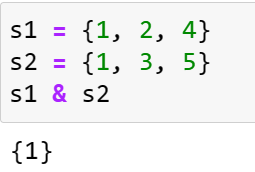 s1 = {1, 2, 4}
s2 = {1, 3, 5}
s1 & s2
{1}